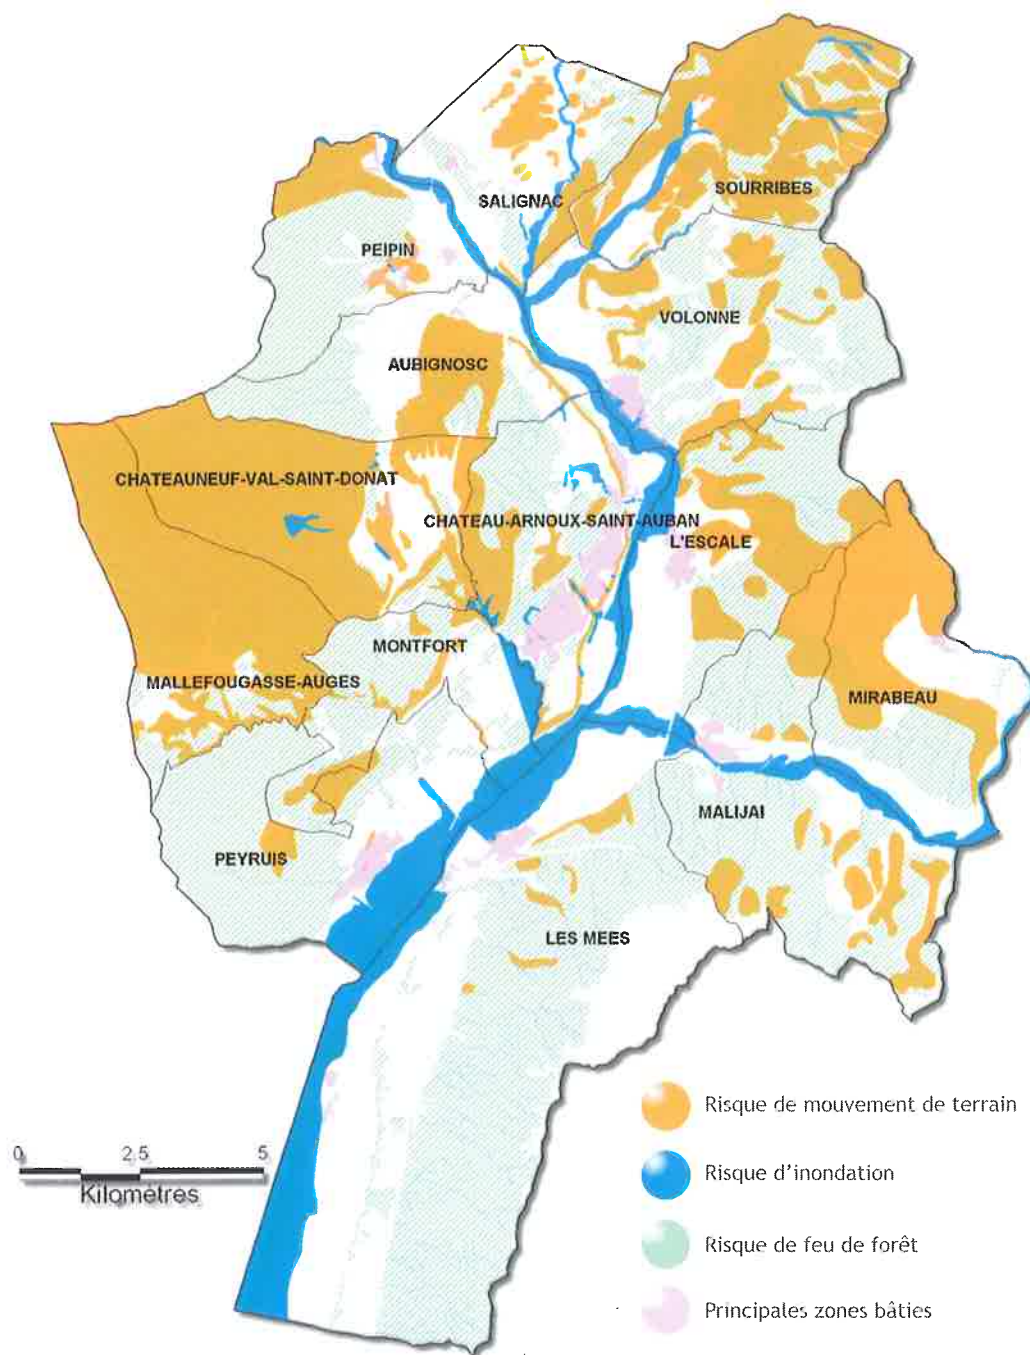 SALIGNAC
SOURRIBES
PEIPIN
VOLONNE
AUBIGNOSC
CHATEAUNEUF-VAL-SAINT-DONAT
CHATEAU-ARNOUX-SAINT-AUBAN
L'ESCALE
MONTFORT
MALLEFOUGASSE-AUGES
MIRABEAU
MALIJAI
PEYRUIS
LES MEES
Risque de mouvement de terrain
0 2.5 5
Kilomètres
Risque d'inondation
Risque de feu de forêt
Principales zones bâties